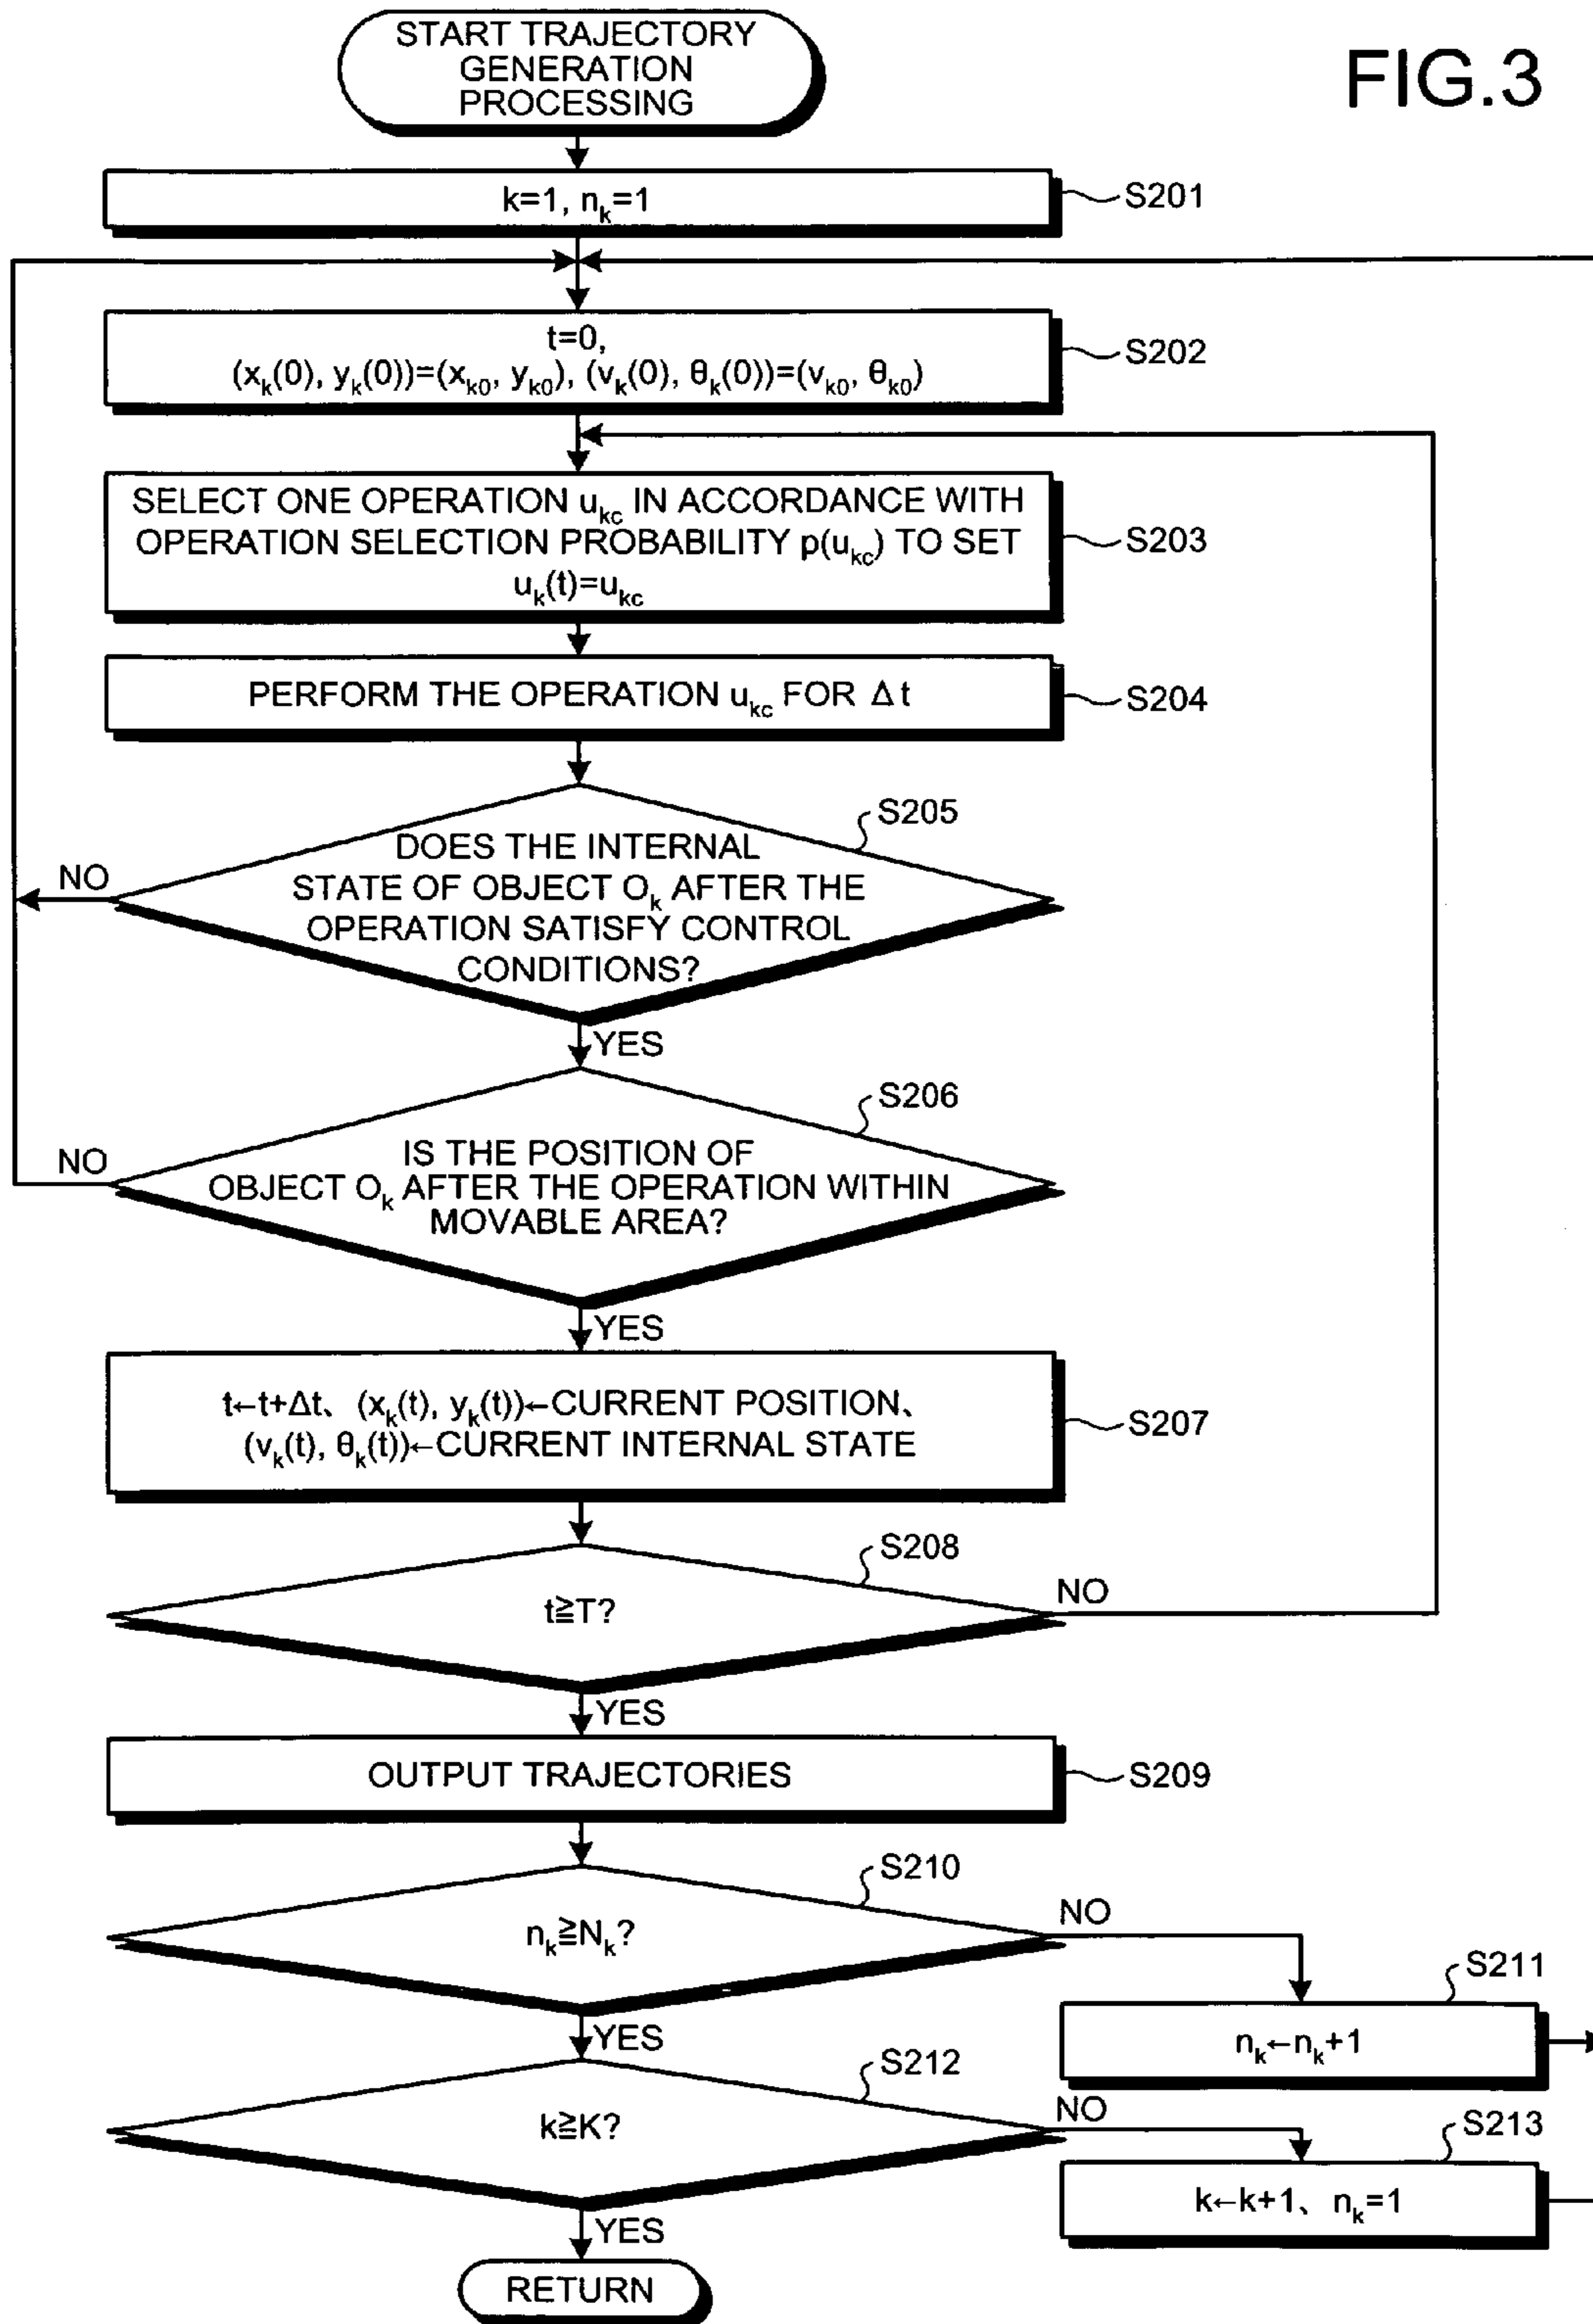 START TRAJECTORY
GENERATION
PROCESSING
FIG.3
k=1, nₖ=1
S201
t=0,
(xₖ(0), yₖ(0))=(xₖ₀, yₖ₀), (vₖ(0), θₖ(0))=(vₖ₀, θₖ₀)
S202
SELECT ONE OPERATION u_kc IN ACCORDANCE WITH
OPERATION SELECTION PROBABILITY p(u_kc) TO SET
uₖ(t)=u_kc
S203
PERFORM THE OPERATION u_kc FOR Δt
S204
S205
DOES THE INTERNAL
STATE OF OBJECT Oₖ AFTER THE
OPERATION SATISFY CONTROL
CONDITIONS?
NO
YES
S206
IS THE POSITION OF
OBJECT Oₖ AFTER THE OPERATION WITHIN
MOVABLE AREA?
NO
YES
t←t+Δt、 (xₖ(t), yₖ(t))←CURRENT POSITION、
(vₖ(t), θₖ(t))←CURRENT INTERNAL STATE
S207
S208
t≧T?
NO
YES
OUTPUT TRAJECTORIES
S209
S210
nₖ≧Nₖ?
NO
YES
S211
nₖ←nₖ+1
S212
k≧K?
NO
YES
S213
k←k+1、 nₖ=1
RETURN